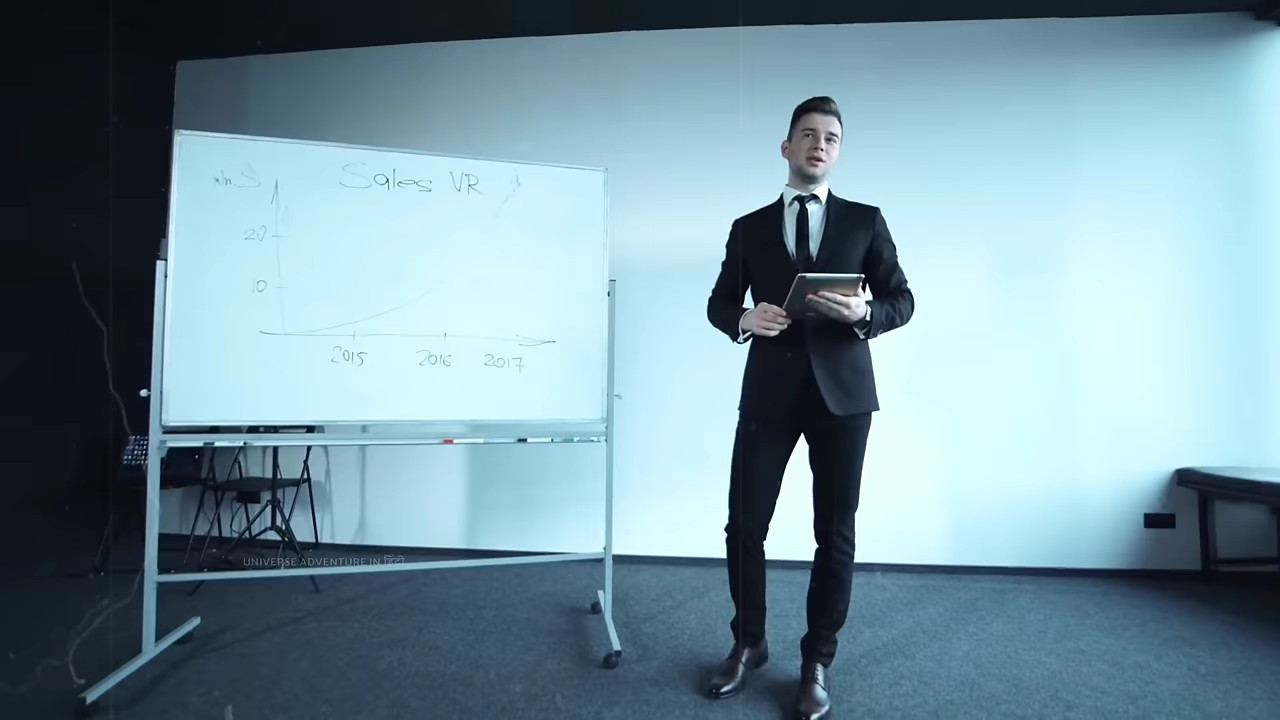 mln. $
Sales VR
20
10
2015 2016 2017
UNIVERSE ADVENTURE IN हिंदी